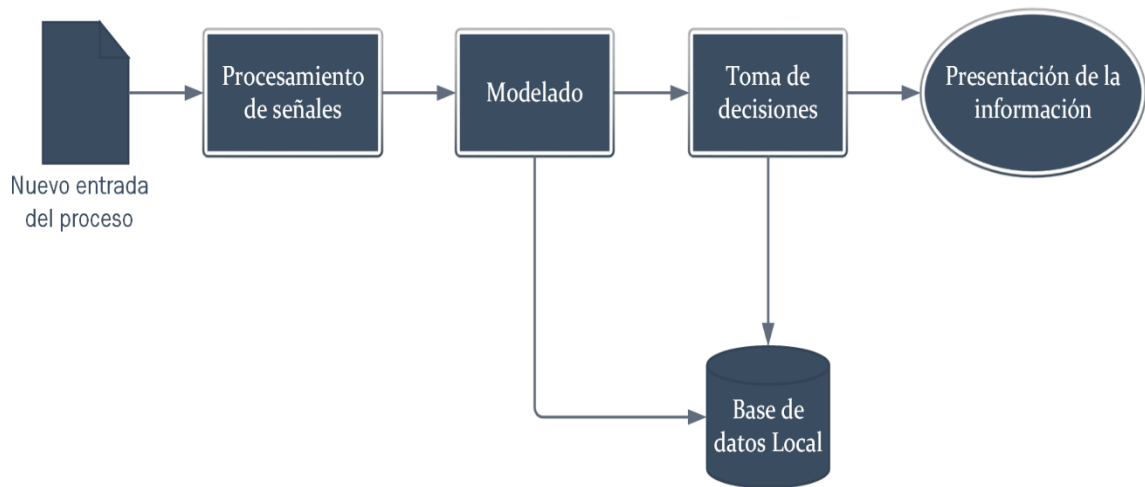 Nuevo entrada
del proceso
Procesamiento
de señales
Modelado
Toma de
decisiones
Presentación de la
información
Base de
datos Local